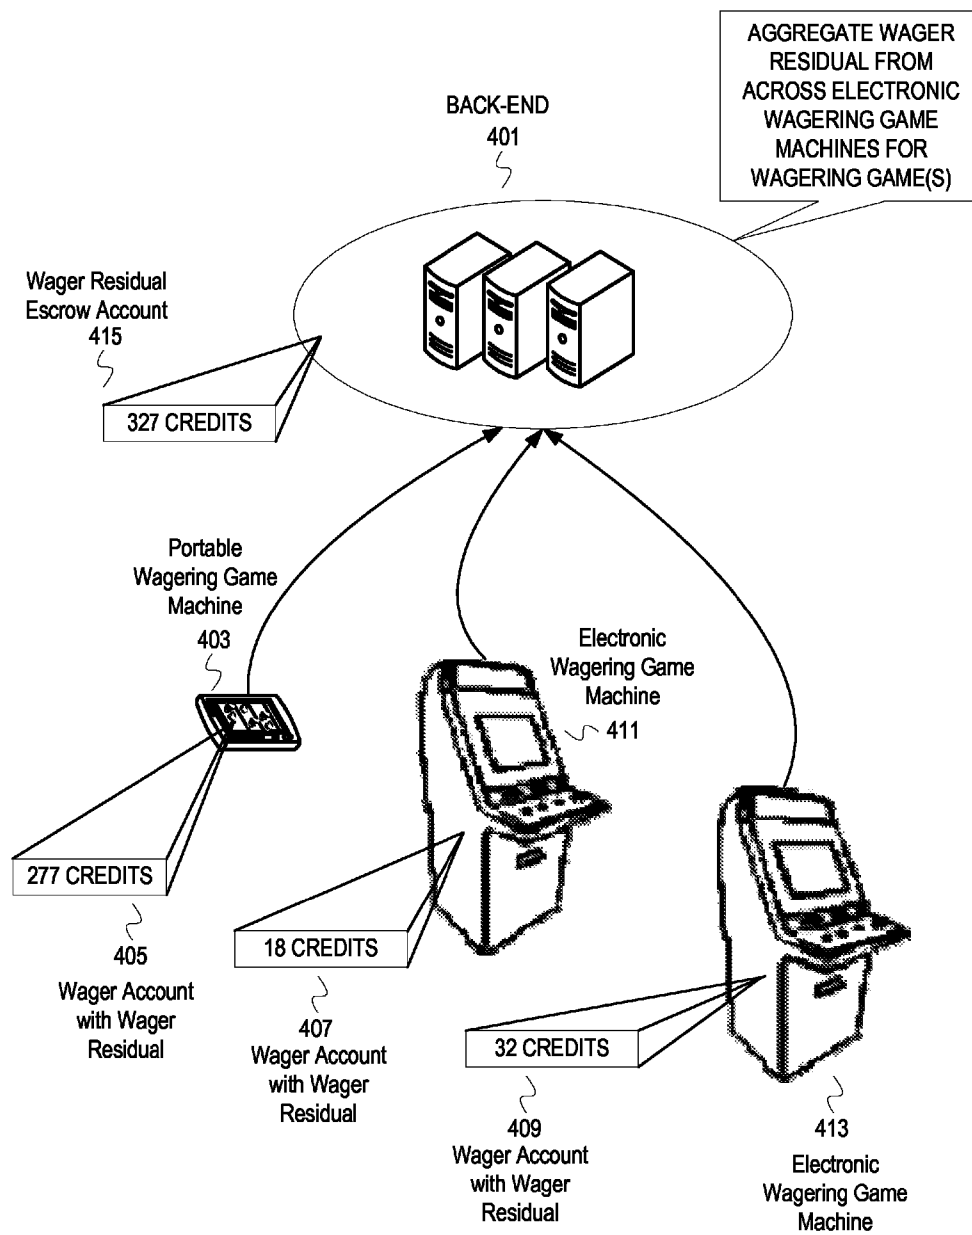 AGGREGATE WAGER
RESIDUAL FROM
ACROSS ELECTRONIC
WAGERING GAME
MACHINES FOR
WAGERING GAME(S)
BACK-END
401
Wager Residual
Escrow Account
415
327 CREDITS
Portable
Wagering Game
Machine
403
Electronic
Wagering Game
Machine
411
277 CREDITS
405
Wager Account
with Wager
Residual
18 CREDITS
407
Wager Account
with Wager
Residual
32 CREDITS
409
Wager Account
with Wager
Residual
413
Electronic
Wagering Game
Machine